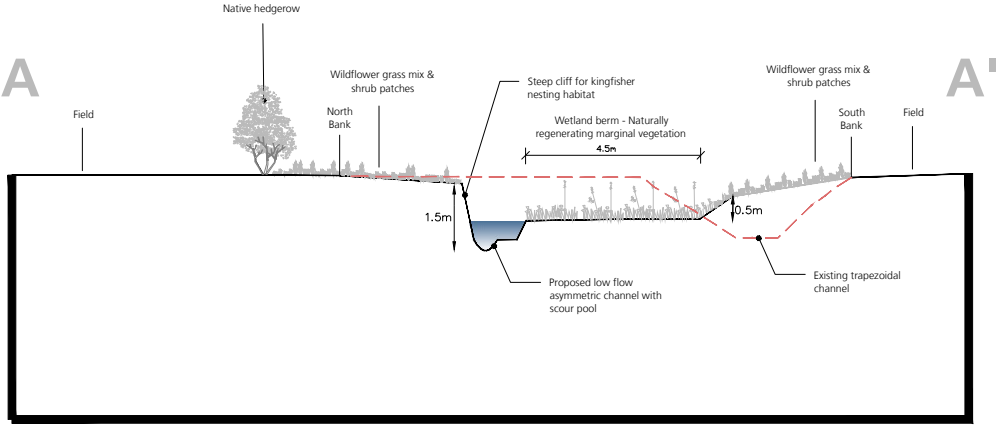 Native hedgerow
A
A'
Wildflower grass mix &
shrub patches
Steep cliff for kingfisher
nesting habitat
Wildflower grass mix &
shrub patches
Field
North
Bank
Wetland berm - Naturally
regenerating marginal vegetation
4.5m
South
Bank
Field
1.5m
0.5m
Proposed low flow
asymmetric channel with
scour pool
Existing trapezoidal
channel